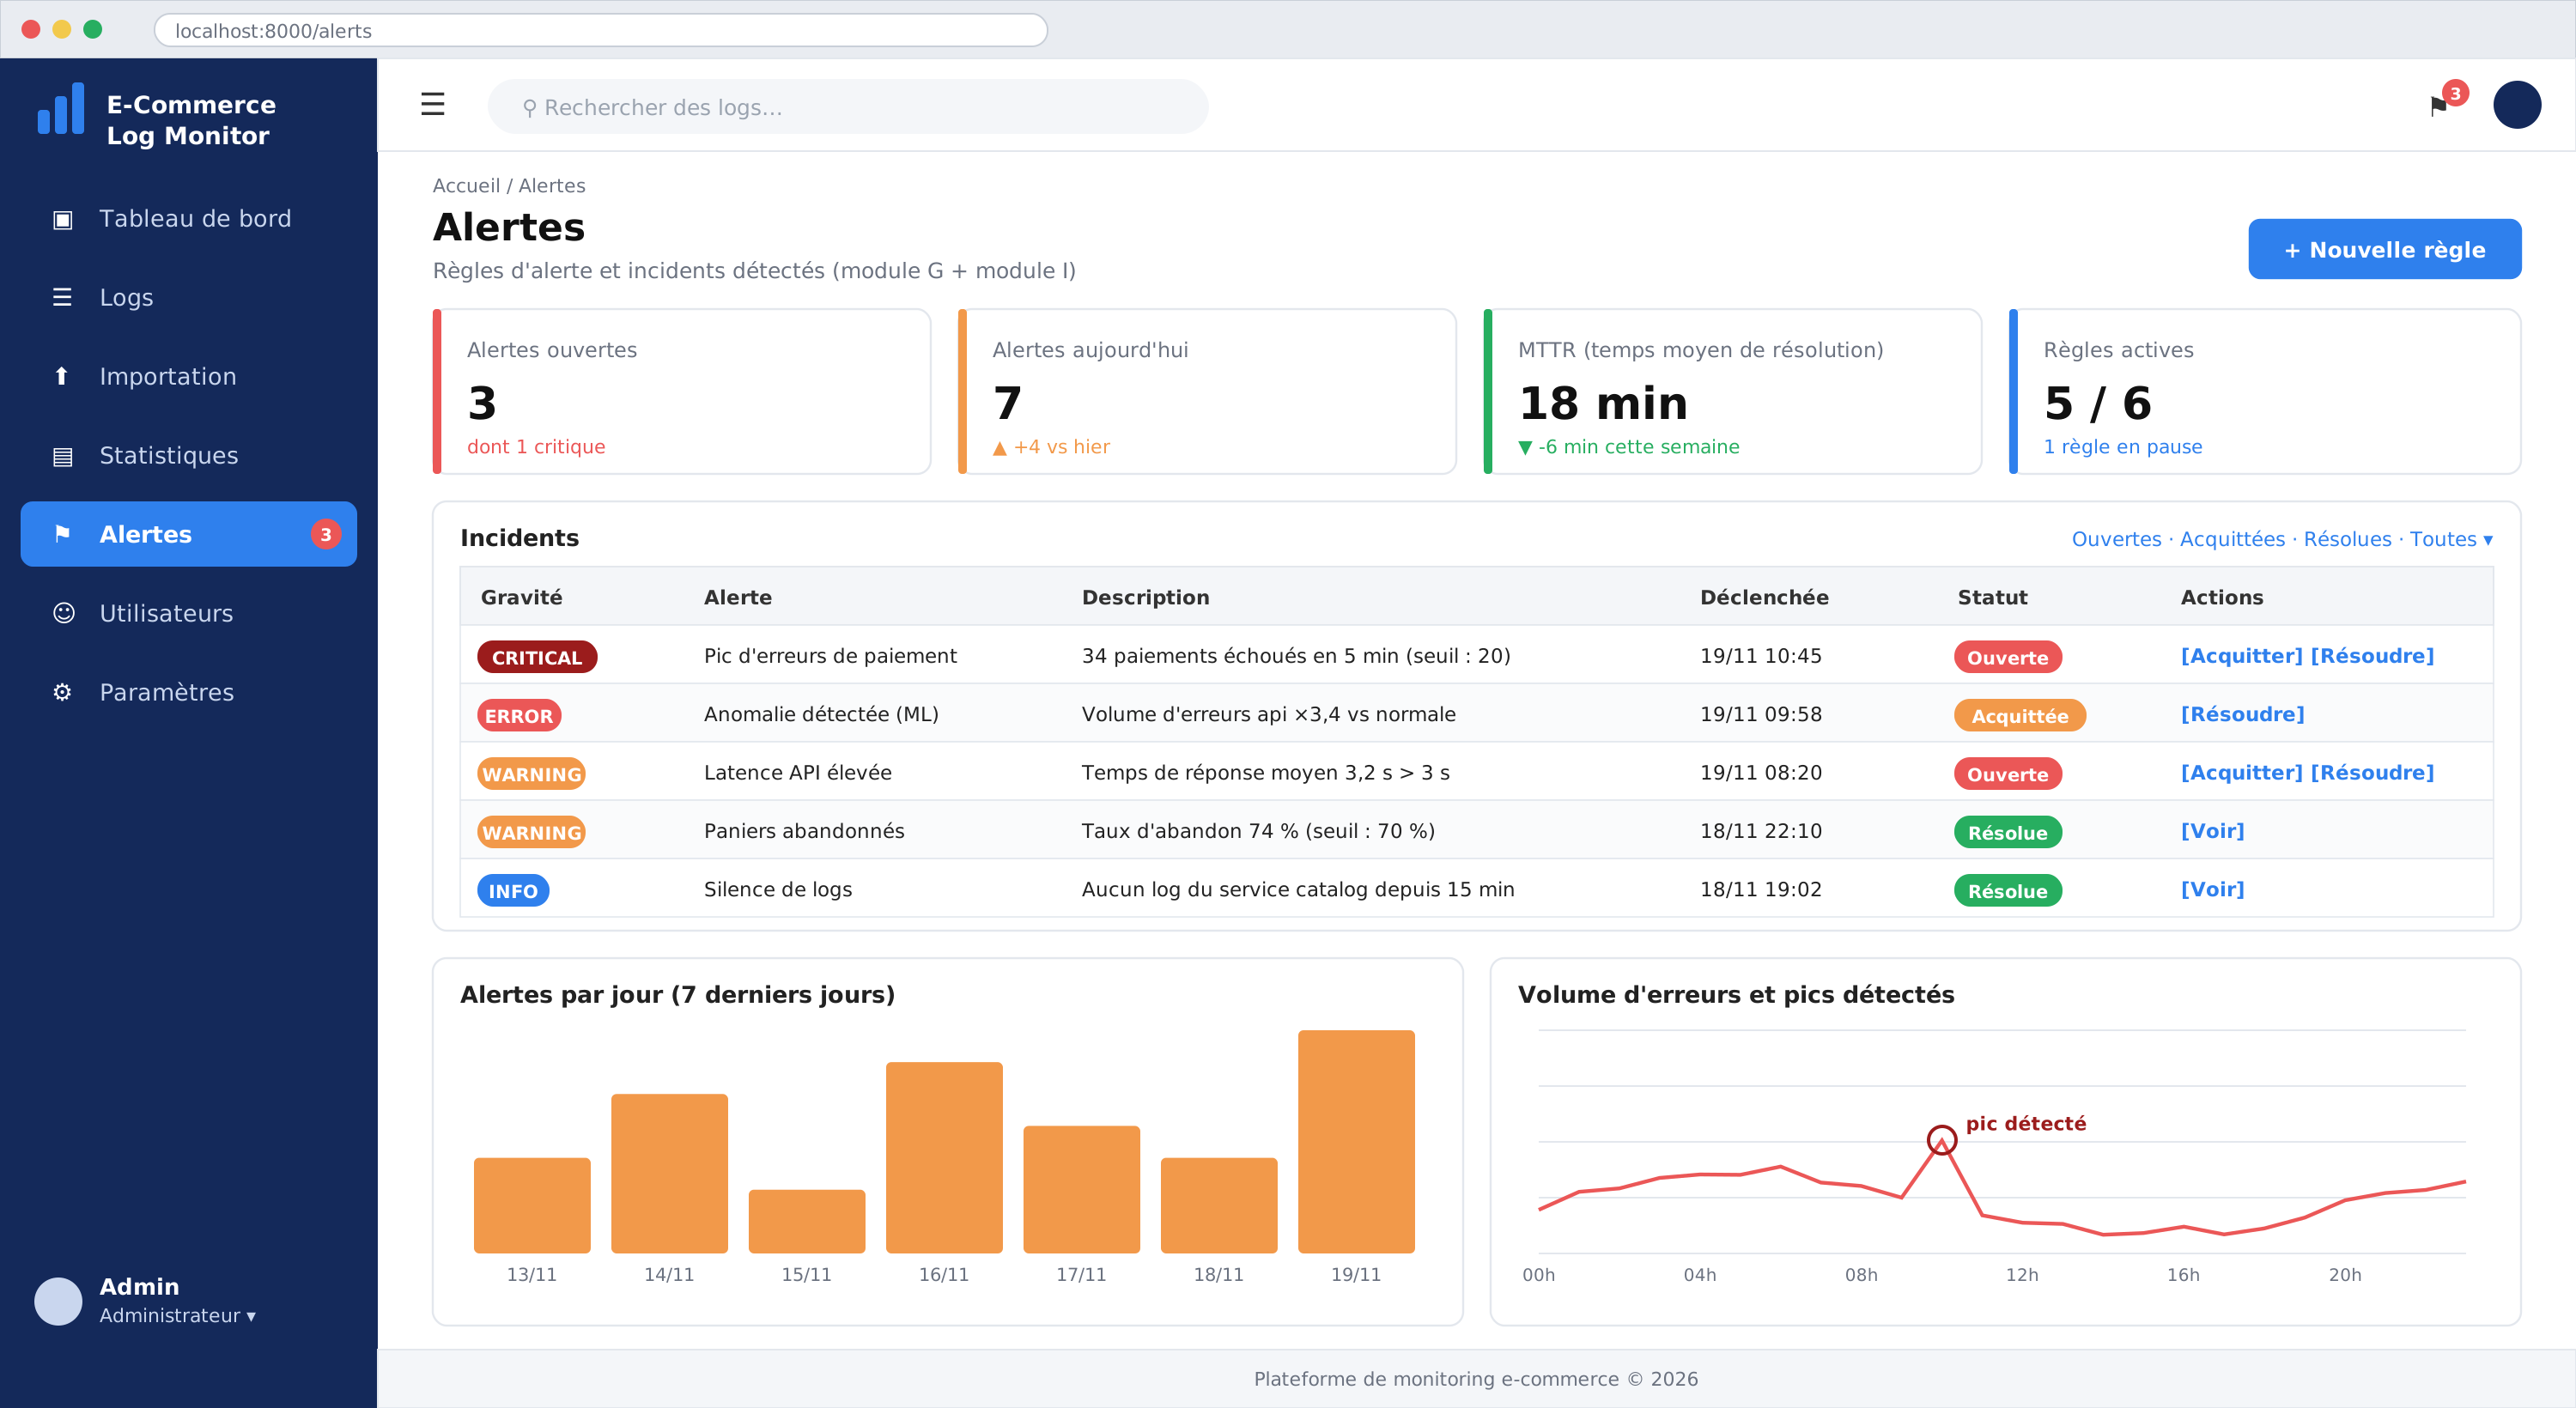 localhost:8000/alerts
E-Commerce
Log Monitor
Tableau de bord
Logs
Importation
Statistiques
Alertes 3
Utilisateurs
Paramètres
Admin
Administrateur ▾
Rechercher des logs...
3
Accueil / Alertes
Alertes
Règles d'alerte et incidents détectés (module G + module I)
+ Nouvelle règle
Alertes ouvertes
3
dont 1 critique
Alertes aujourd'hui
7
▲ +4 vs hier
MTTR (temps moyen de résolution)
18 min
▼ -6 min cette semaine
Règles actives
5 / 6
1 règle en pause
Incidents
Ouvertes · Acquittées · Résolues · Toutes ▾
Gravité Alerte Description Déclenchée Statut Actions
CRITICAL Pic d'erreurs de paiement 34 paiements échoués en 5 min (seuil : 20) 19/11 10:45 Ouverte [Acquitter] [Résoudre]
ERROR Anomalie détectée (ML) Volume d'erreurs api ×3,4 vs normale 19/11 09:58 Acquittée [Résoudre]
WARNING Latence API élevée Temps de réponse moyen 3,2 s > 3 s 19/11 08:20 Ouverte [Acquitter] [Résoudre]
WARNING Paniers abandonnés Taux d'abandon 74 % (seuil : 70 %) 18/11 22:10 Résolue [Voir]
INFO Silence de logs Aucun log du service catalog depuis 15 min 18/11 19:02 Résolue [Voir]
Alertes par jour (7 derniers jours)
13/11 14/11 15/11 16/11 17/11 18/11 19/11
Volume d'erreurs et pics détectés
pic détecté
00h 04h 08h 12h 16h 20h
Plateforme de monitoring e-commerce © 2026